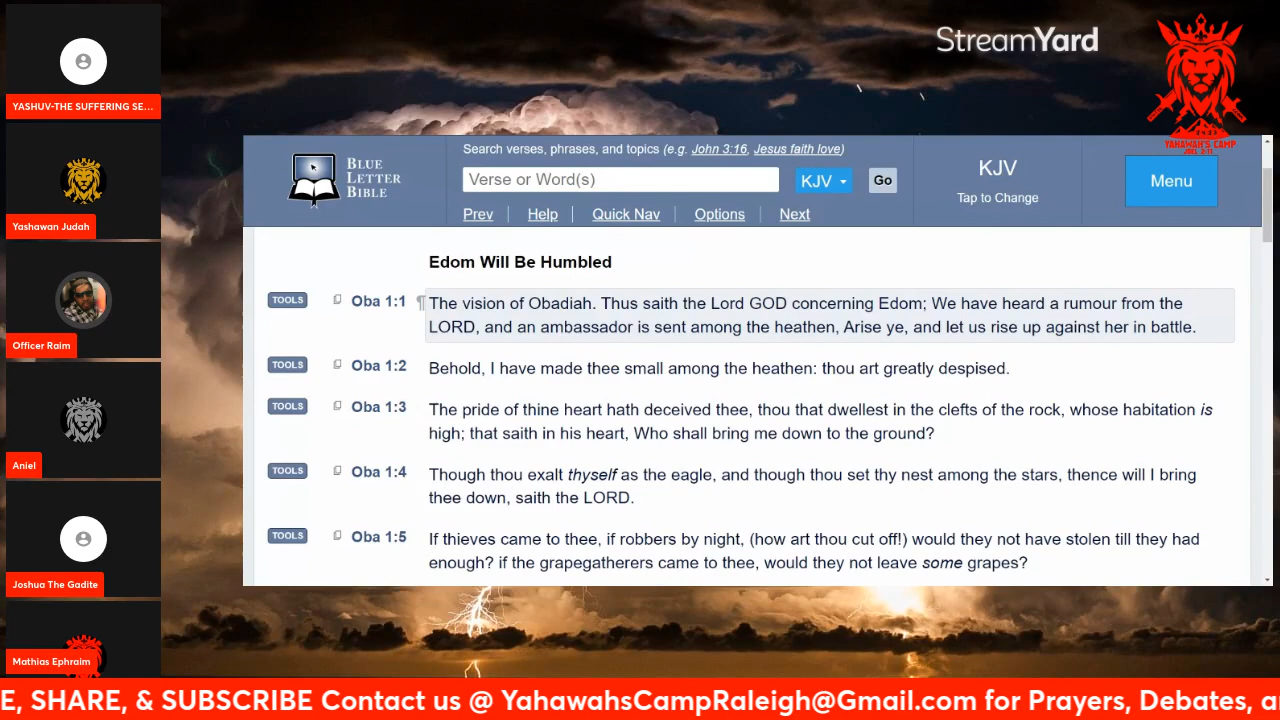 StreamYard
YAHAWAH'S CAMP
JOEL 2:11
YASHUV-THE SUFFERING SE...
Yashawan Judah
Officer Raim
Aniel
Joshua The Gadite
Mathias Ephraim
BLUE
LETTER
BIBLE
Search verses, phrases, and topics (e.g. John 3:16, Jesus faith love)
Verse or Word(s)
KJV
Go
Prev
Help
Quick Nav
Options
Next
KJV
Tap to Change
Menu
Edom Will Be Humbled
TOOLS Oba 1:1 ¶ The vision of Obadiah. Thus saith the Lord GOD concerning Edom; We have heard a rumour from the
LORD, and an ambassador is sent among the heathen, Arise ye, and let us rise up against her in battle.
TOOLS Oba 1:2 Behold, I have made thee small among the heathen: thou art greatly despised.
TOOLS Oba 1:3 The pride of thine heart hath deceived thee, thou that dwellest in the clefts of the rock, whose habitation is
high; that saith in his heart, Who shall bring me down to the ground?
TOOLS Oba 1:4 Though thou exalt thyself as the eagle, and though thou set thy nest among the stars, thence will I bring
thee down, saith the LORD.
TOOLS Oba 1:5 If thieves came to thee, if robbers by night, (how art thou cut off!) would they not have stolen till they had
enough? if the grapegatherers came to thee, would they not leave some grapes?
E, SHARE, & SUBSCRIBE Contact us @ YahawahsCampRaleigh@Gmail.com for Prayers, Debates, a